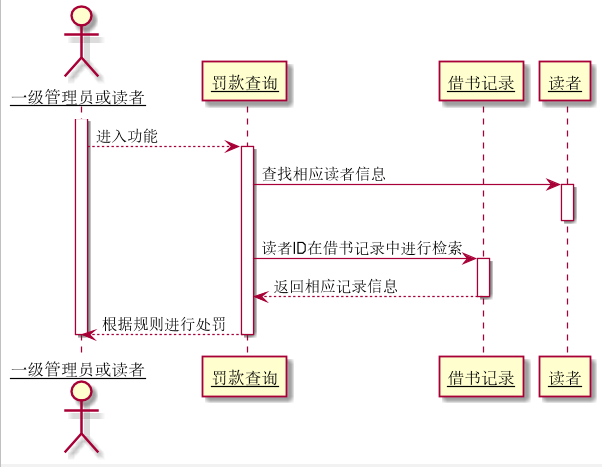 一级管理员或读者
罚款查询
借书记录
读者
进入功能
查找相应读者信息
读者ID在借书记录中进行检索
返回相应记录信息
根据规则进行处罚
一级管理员或读者
罚款查询
借书记录
读者